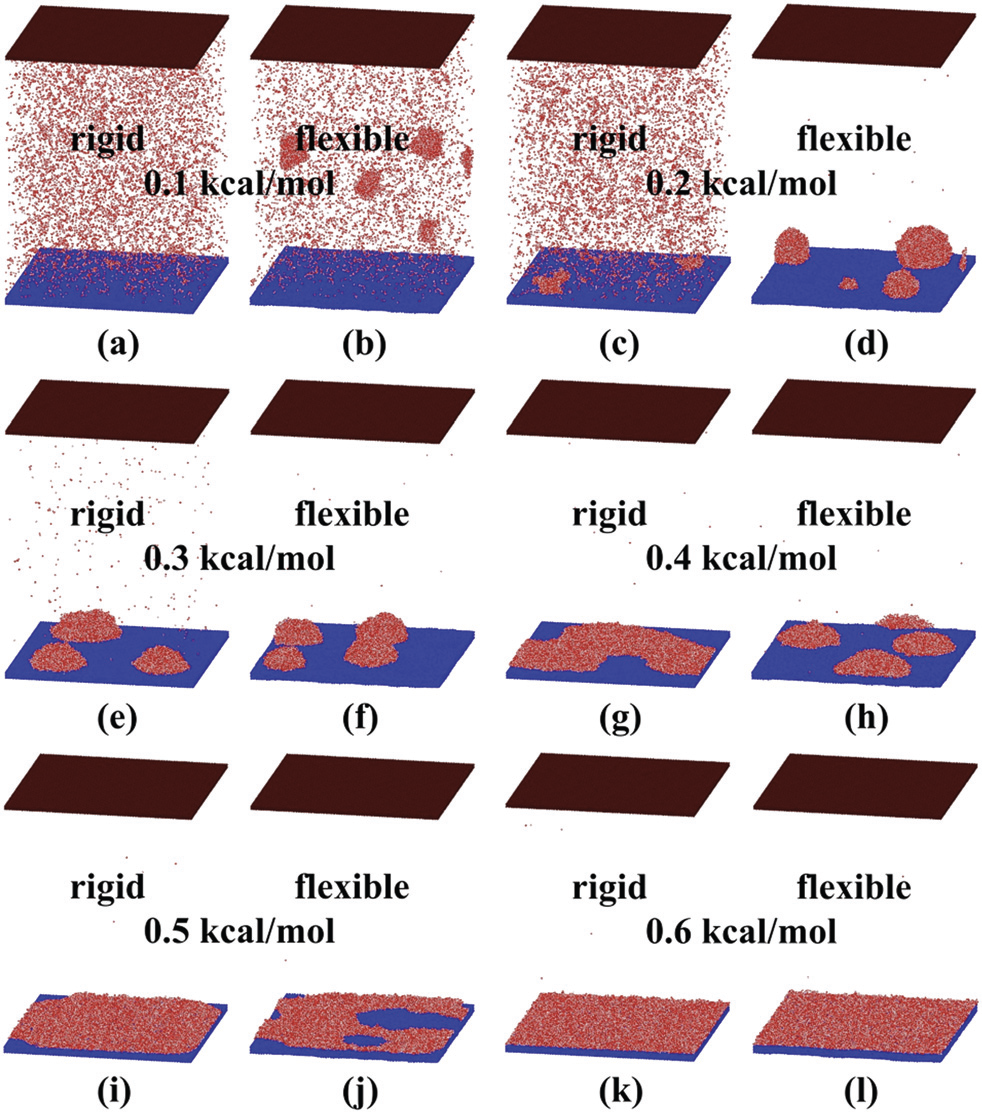 rigid flexible rigid flexible
0.1 kcal/mol 0.2 kcal/mol
(a) (b) (c) (d)
rigid flexible rigid flexible
0.3 kcal/mol 0.4 kcal/mol
(e) (f) (g) (h)
rigid flexible rigid flexible
0.5 kcal/mol 0.6 kcal/mol
(i) (j) (k) (l)